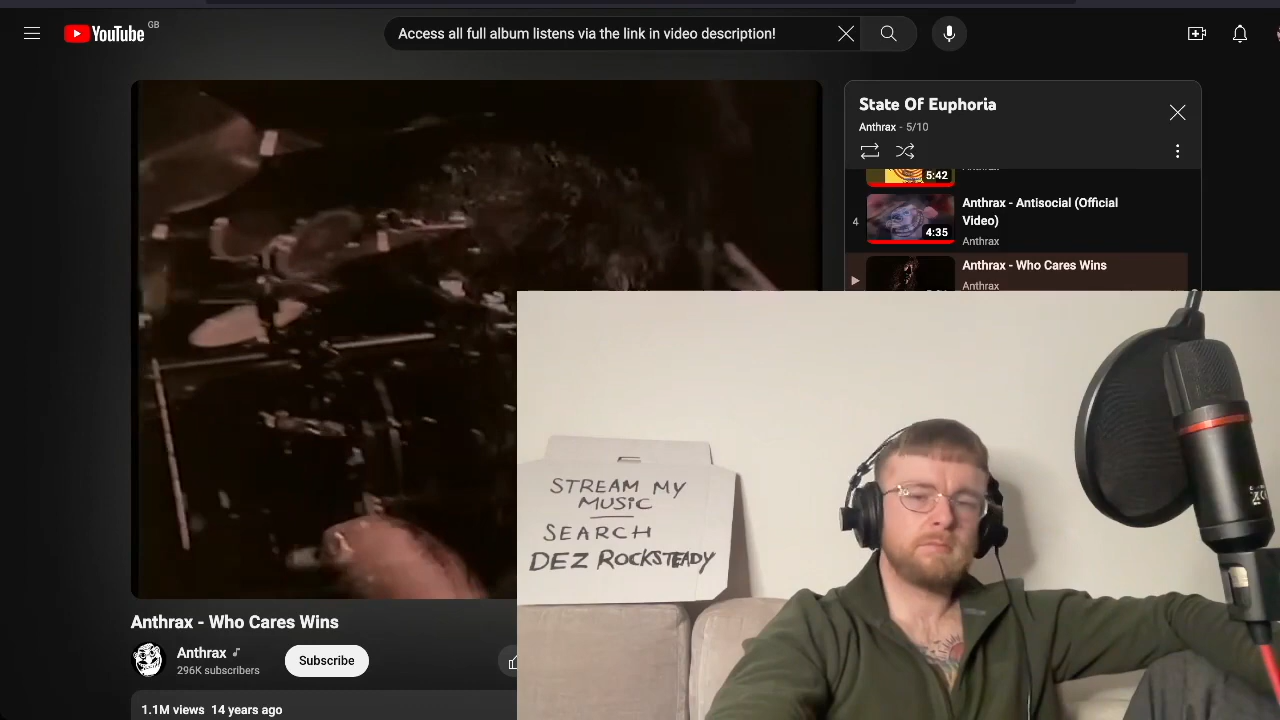 YouTube GB
Access all full album listens via the link in video description!
State Of Euphoria
Anthrax - 5/10
5:42
4
Anthrax - Antisocial (Official
Video)
4:35
Anthrax
Anthrax - Who Cares Wins
Anthrax
STREAM MY
MUSIC
SEARCH
DEZ ROCKSTEADY
Anthrax - Who Cares Wins
Anthrax
296K subscribers
Subscribe
1.1M views 14 years ago